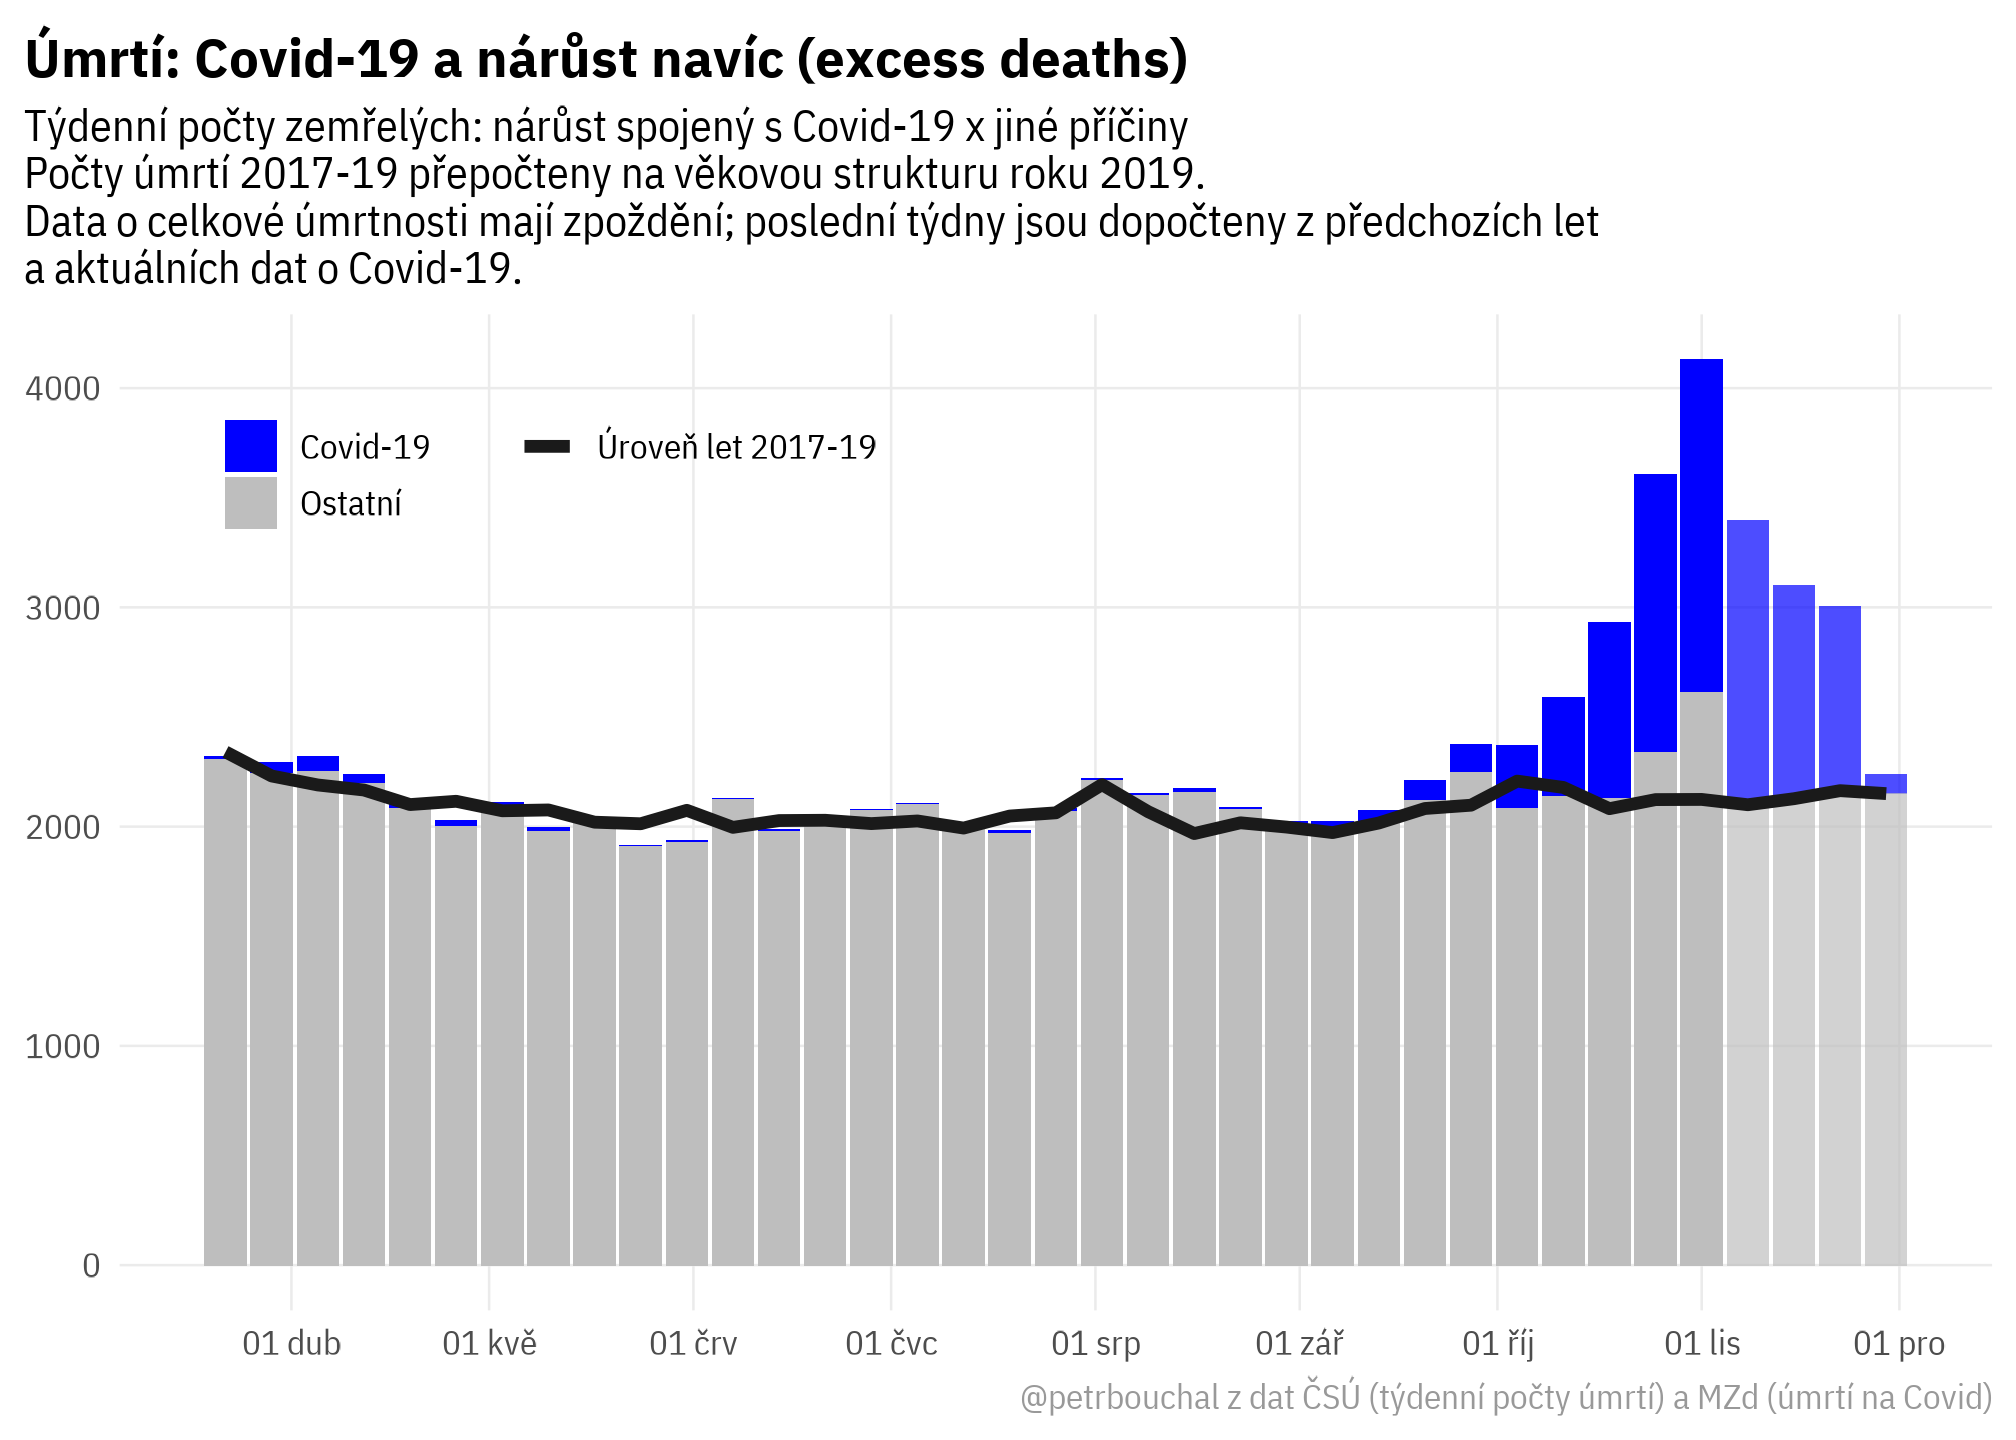 Úmrtí: Covid-19 a nárůst navíc (excess deaths)
Týdenní počty zemřelých: nárůst spojený s Covid-19 x jiné příčiny
Počty úmrtí 2017-19 přepočteny na věkovou strukturu roku 2019.
Data o celkové úmrtnosti mají zpoždění; poslední týdny jsou dopočteny z předchozích let
a aktuálních dat o Covid-19.
4000
Covid-19
Úroveň let 2017-19
Ostatní
3000
2000
1000
0
01 dub
01 kvě
01 črv
01 čvc
01 srp
01 zář
01 říj
01 lis
01 pro
@petrbouchal z dat ČSÚ (týdenní počty úmrtí) a MZd (úmrtí na Covid)